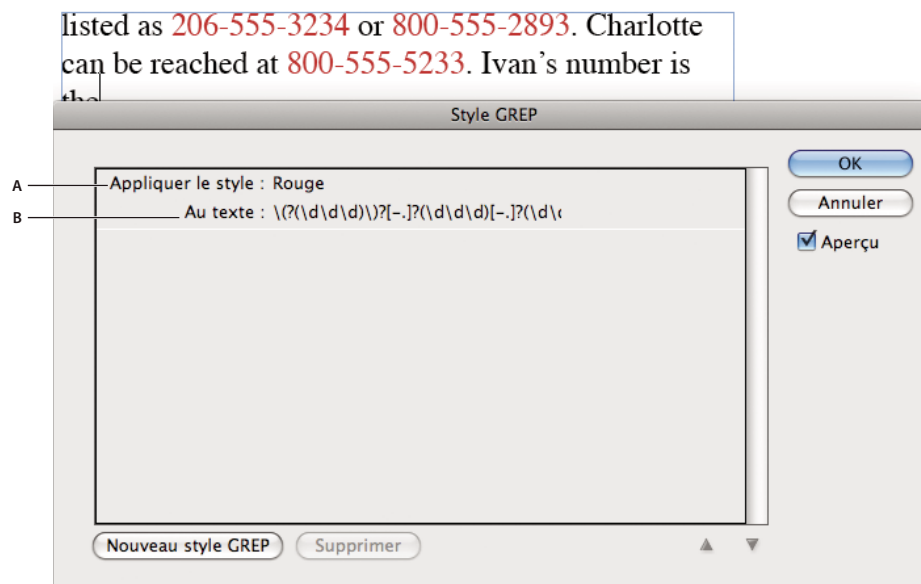 listed as 206-555-3234 or 800-555-2893. Charlotte
can be reached at 800-555-5233. Ivan’s number is
the
Style GREP
OK
A
Appliquer le style : Rouge
Annuler
B
Au texte : \(?(\d\d\d)\)?[-.]?(\d\d\d)[-.]?(\d\
Aperçu
Nouveau style GREP
Supprimer